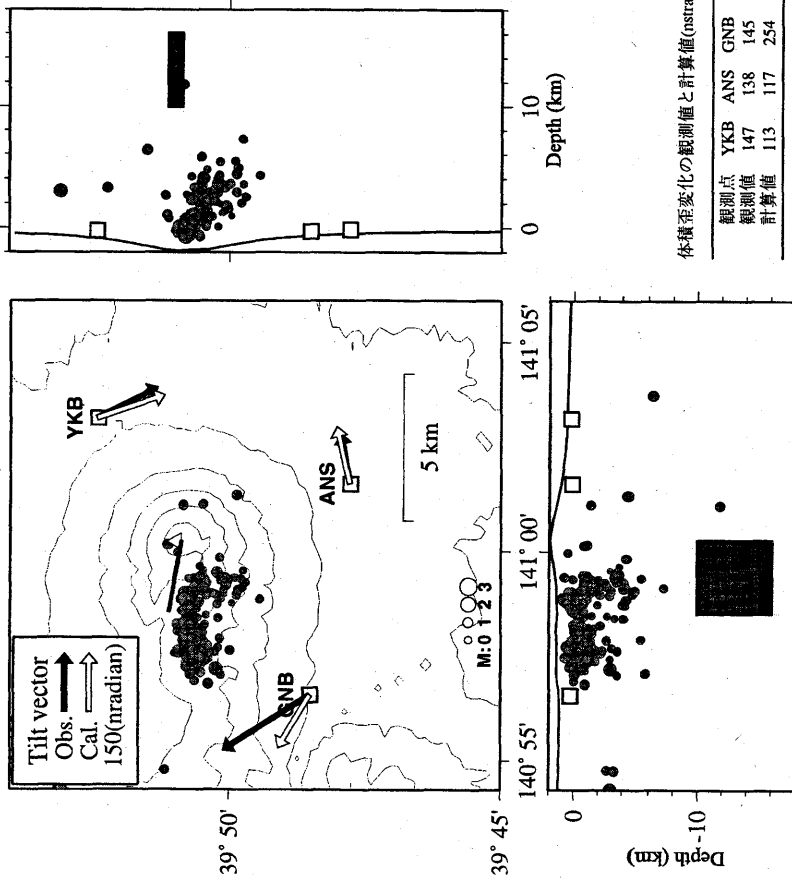 Tilt vector
Obs.
Cal.
150(nradian)
YKB
ANS
GNB
5 km
M:0 1 2 3
39° 50'
39° 45'
140° 55'
141° 00'
141° 05'
0
10
Depth (km)
0
-10
Depth (km)
体積歪変化の観測値と計算値(nstra
観測点 YKB ANS GNB
観測値 147 138 145
計算値 113 117 254